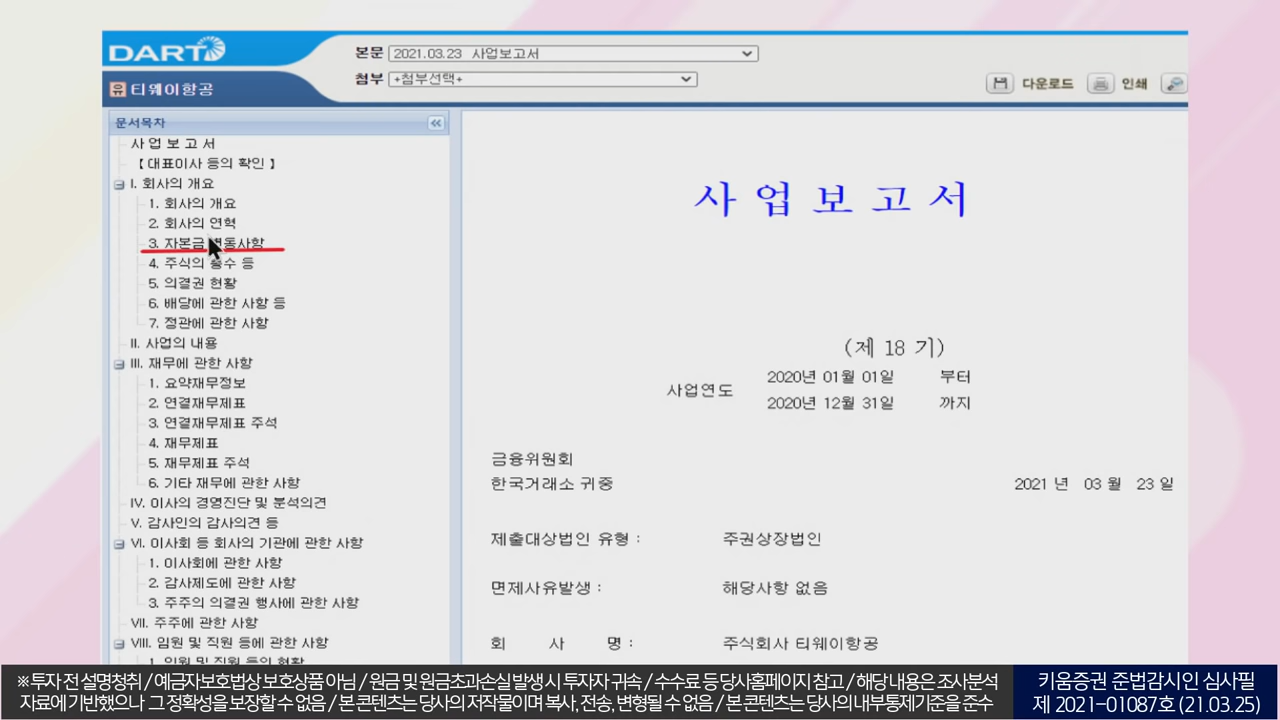 DART
본문 2021.03.23 사업보고서
첨부 +첨부선택+
유 티웨이항공
다운로드 인쇄
문서목차
사 업 보 고 서
【 대표이사 등의 확인 】
I. 회사의 개요
1. 회사의 개요
2. 회사의 연혁
3. 자본금 변동사항
4. 주식의 총수 등
5. 의결권 현황
6. 배당에 관한 사항 등
7. 정관에 관한 사항
II. 사업의 내용
III. 재무에 관한 사항
1. 요약재무정보
2. 연결재무제표
3. 연결재무제표 주석
4. 재무제표
5. 재무제표 주석
6. 기타 재무에 관한 사항
IV. 이사의 경영진단 및 분석의견
V. 감사인의 감사의견 등
VI. 이사회 등 회사의 기관에 관한 사항
1. 이사회에 관한 사항
2. 감사제도에 관한 사항
3. 주주의 의결권 행사에 관한 사항
VII. 주주에 관한 사항
VIII. 임원 및 직원 등에 관한 사항
1. 임원 및 직원 등의 현황
사 업 보 고 서
(제 18 기)
사업연도
2020년 01월 01일 부터
2020년 12월 31일 까지
금융위원회
한국거래소 귀중
2021 년 03 월 23 일
제출대상법인 유형 : 주권상장법인
면제사유발생 : 해당사항 없음
회 사 명 : 주식회사 티웨이항공
※ 투자 전 설명청취 / 예금자보호법상 보호상품 아님 / 원금 및 원금초과손실 발생 시 투자자 귀속 / 수수료 등 당사홈페이지 참고 / 해당 내용은 조사분석
자료에 기반했으나 그 정확성을 보장할 수 없음 / 본 콘텐츠는 당사의 저작물이며 복사, 전송, 변형될 수 없음 / 본 콘텐츠는 당사의 내부통제기준을 준수
키움증권 준법감시인 심사필
제 2021-01087호 (21.03.25)